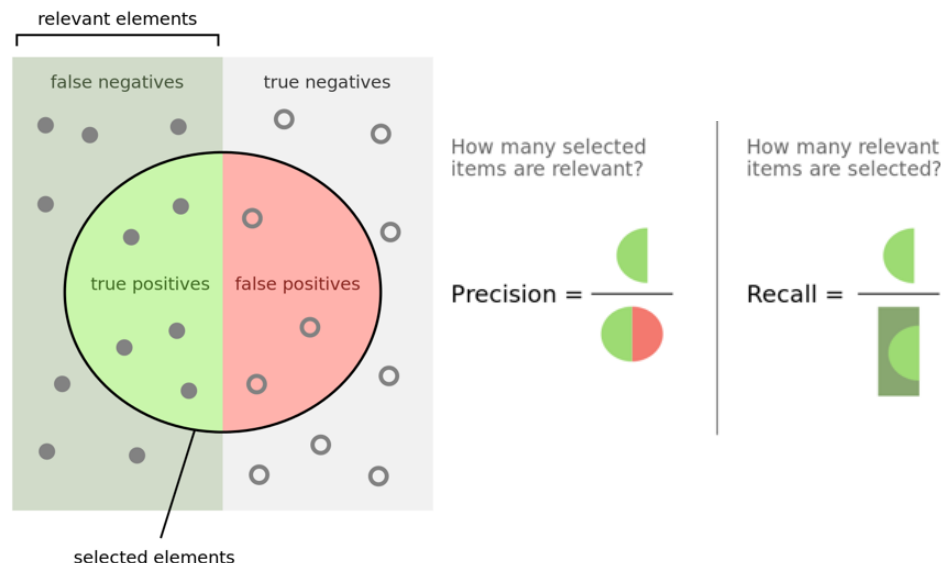 relevant elements
false negatives
true negatives
true positives
false positives
selected elements
How many selected
items are relevant?
Precision =
How many relevant
items are selected?
Recall =